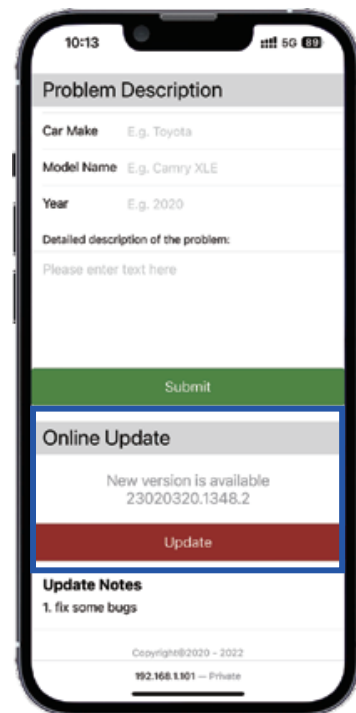 10:13 5G 89
Problem Description
Car Make E.g. Toyota
Model Name E.g. Camry XLE
Year E.g. 2020
Detailed description of the problem:
Please enter text here
Submit
Online Update
New version is available
23020320.1348.2
Update
Update Notes
1. fix some bugs
Copyright©2020 - 2022
192.168.1.101 — Private